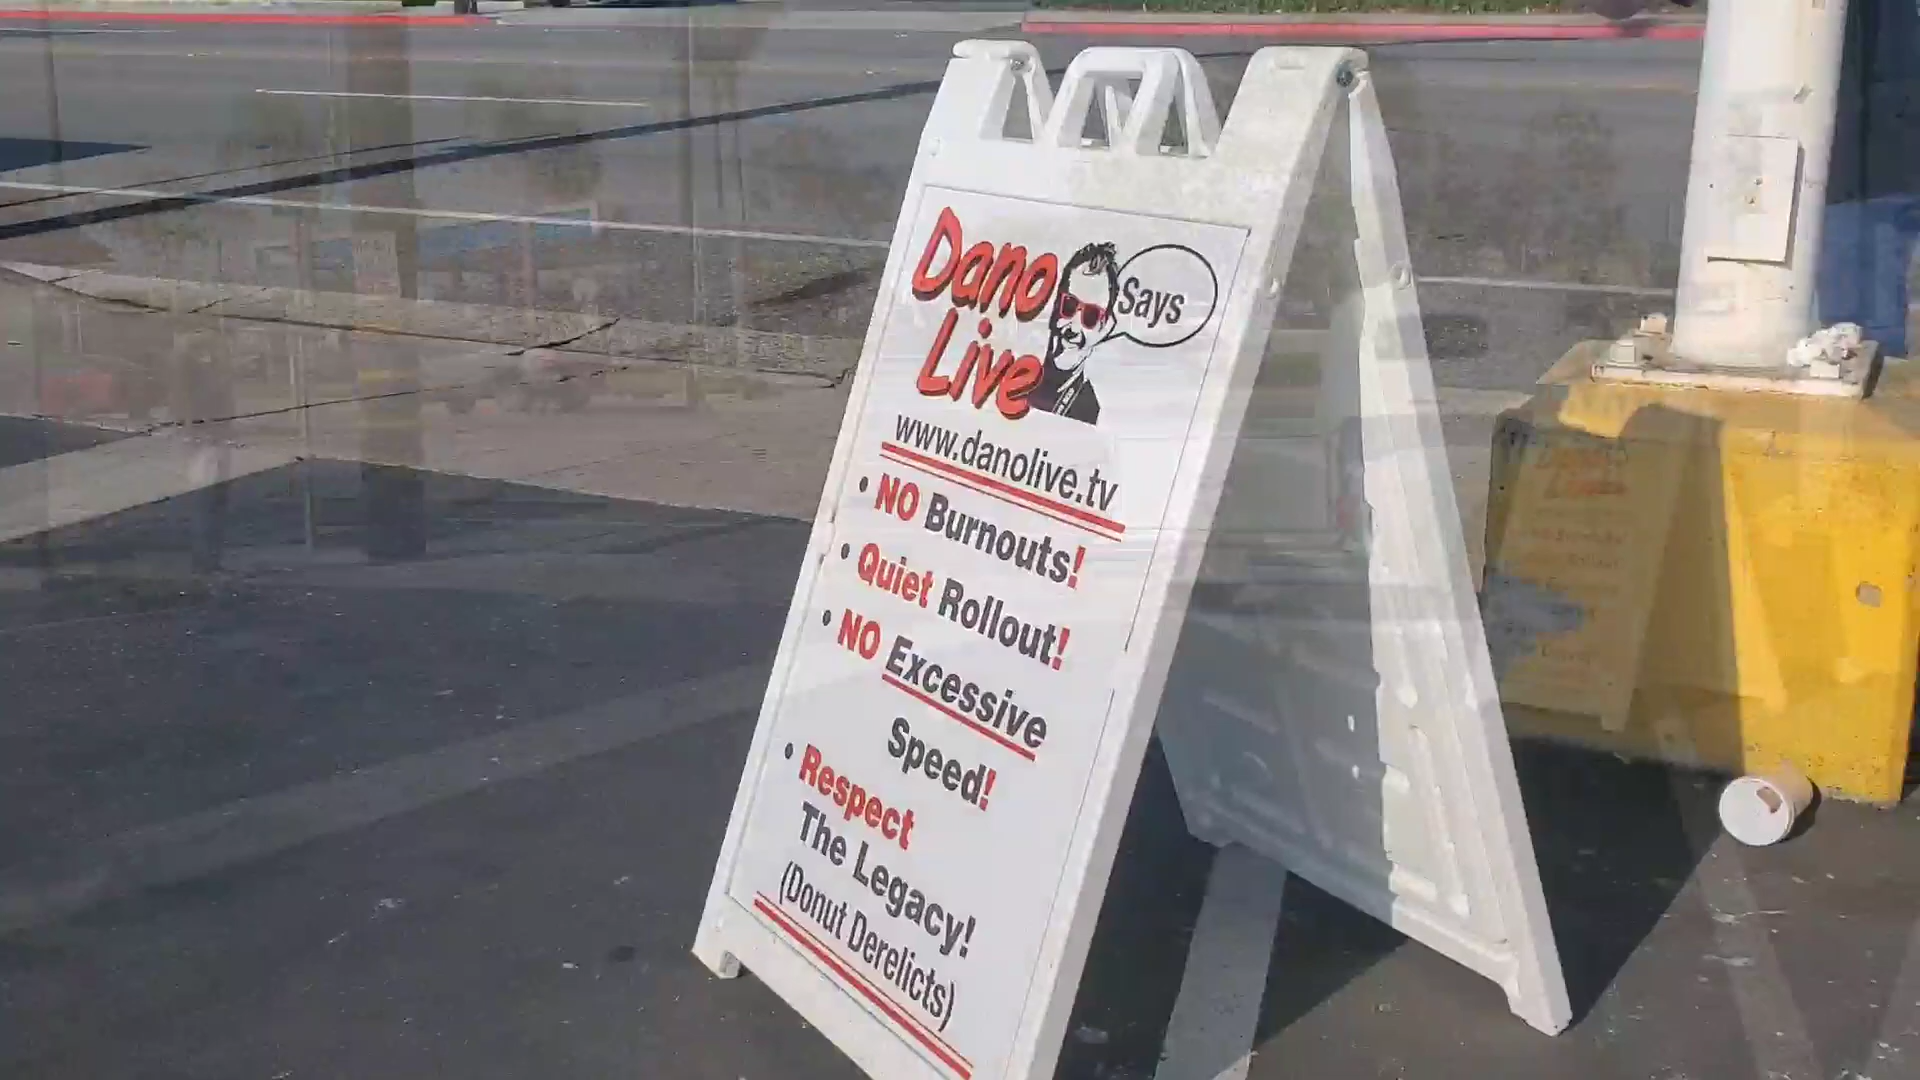 Dano Says
Live
www.danolive.tv
• NO Burnouts!
• Quiet Rollout!
• NO Excessive
Speed!
• Respect
The Legacy!
(Donut Derelicts)